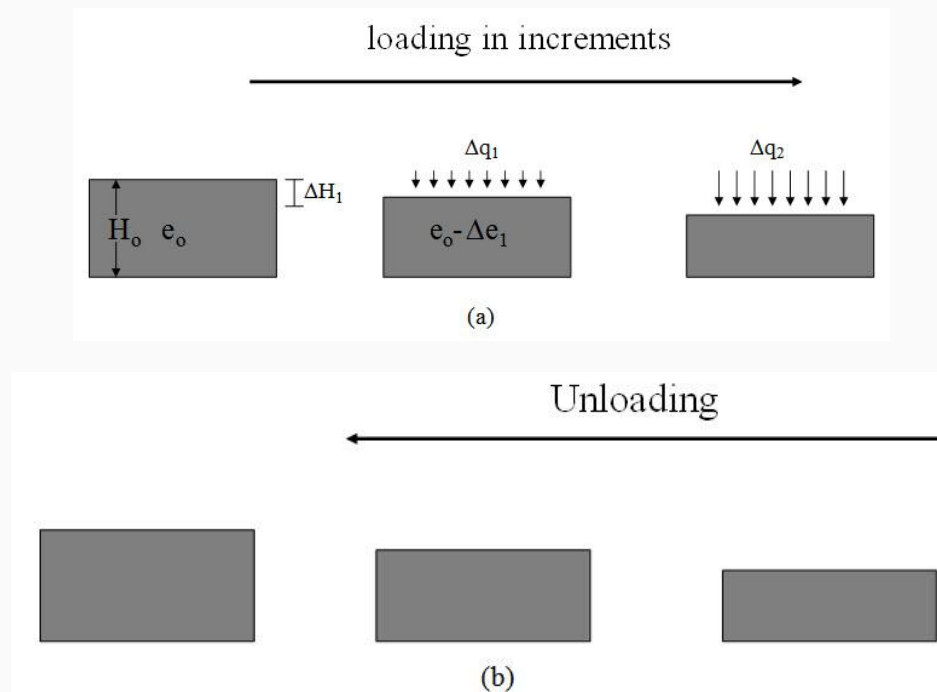 loading in increments
Δq₁
Δq₂
ΔH₁
Hₒ eₒ
eₒ-Δe₁
(a)
Unloading
(b)